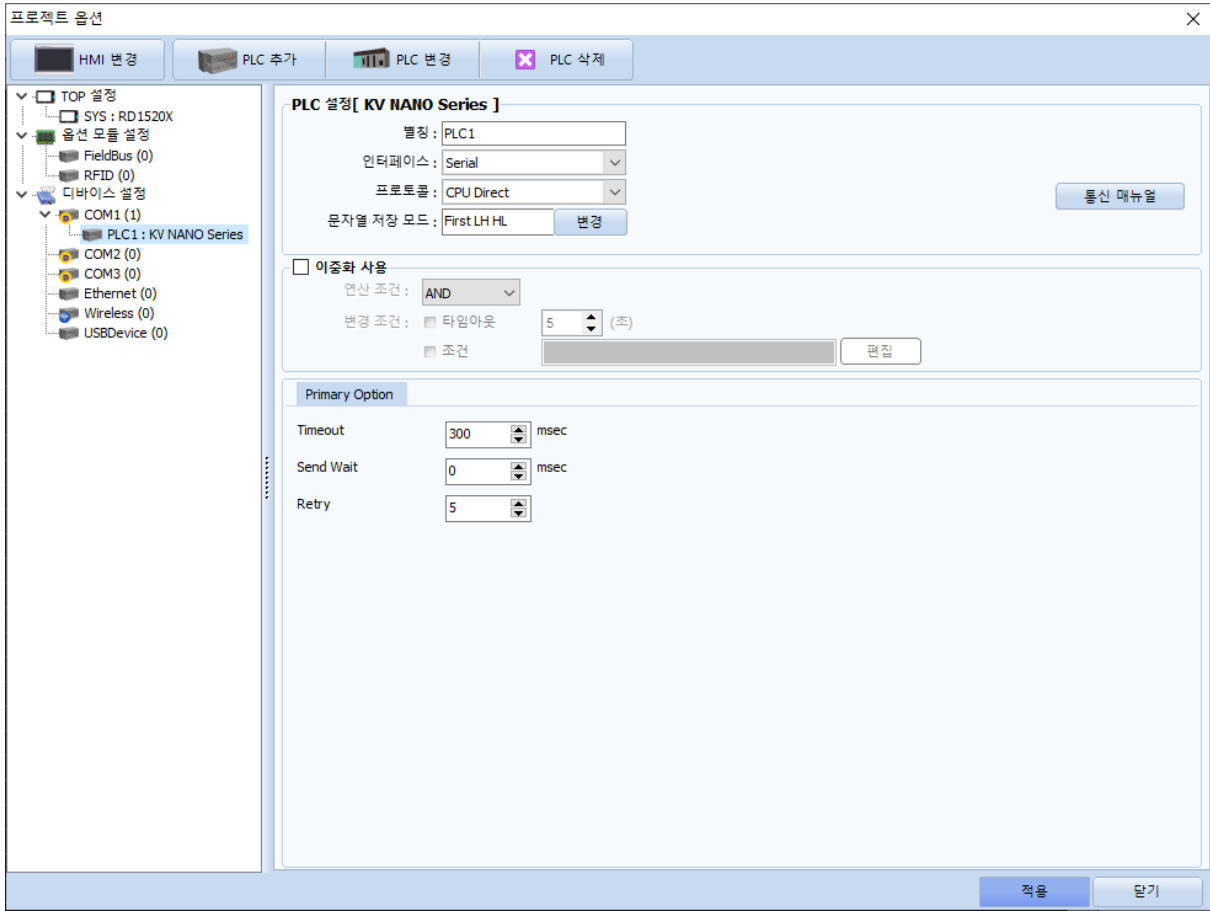 프로젝트 옵션
HMI 변경
PLC 추가
PLC 변경
PLC 삭제
TOP 설정
SYS : RD1520X
옵션 모듈 설정
FieldBus (0)
RFID (0)
디바이스 설정
COM1 (1)
PLC1 : KV NANO Series
COM2 (0)
COM3 (0)
Ethernet (0)
Wireless (0)
USBDevice (0)
PLC 설정[ KV NANO Series ]
별칭 : PLC1
인터페이스 : Serial
프로토콜 : CPU Direct
통신 매뉴얼
문자열 저장 모드 : First LH HL 변경
이중화 사용
연산 조건 : AND
변경 조건 : 타임아웃 5 (초)
조건 편집
Primary Option
Timeout 300 msec
Send Wait 0 msec
Retry 5
적용
닫기